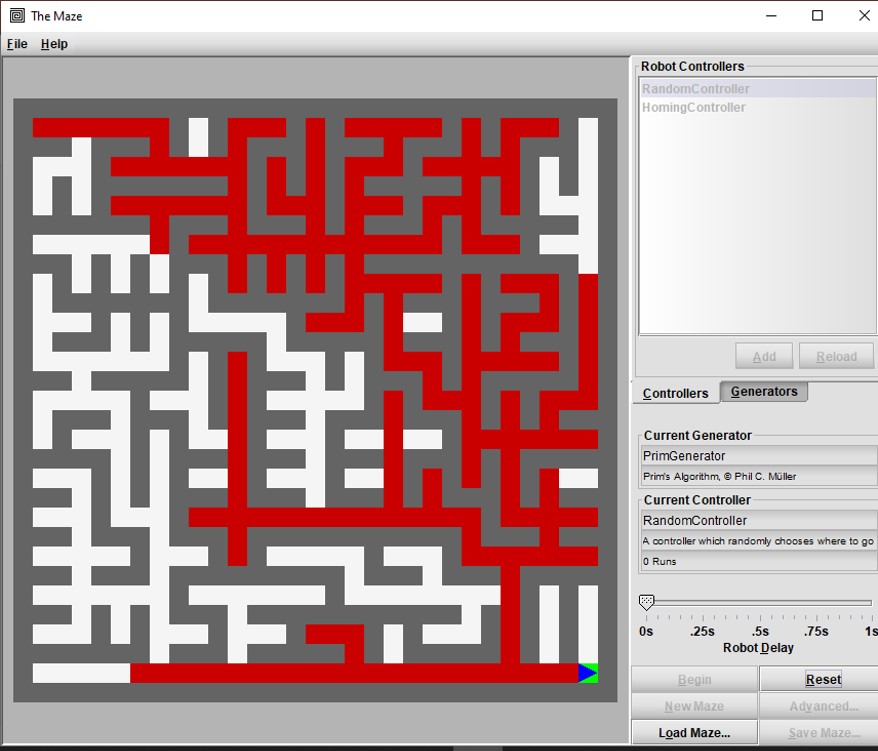 The Maze
File Help
Robot Controllers
RandomController
HomingController
Add Reload
Controllers Generators
Current Generator
PrimGenerator
Prim's Algorithm, © Phil C. Müller
Current Controller
RandomController
A controller which randomly chooses where to go
0 Runs
0s .25s .5s .75s 1s
Robot Delay
Begin Reset
New Maze Advanced...
Load Maze... Save Maze...